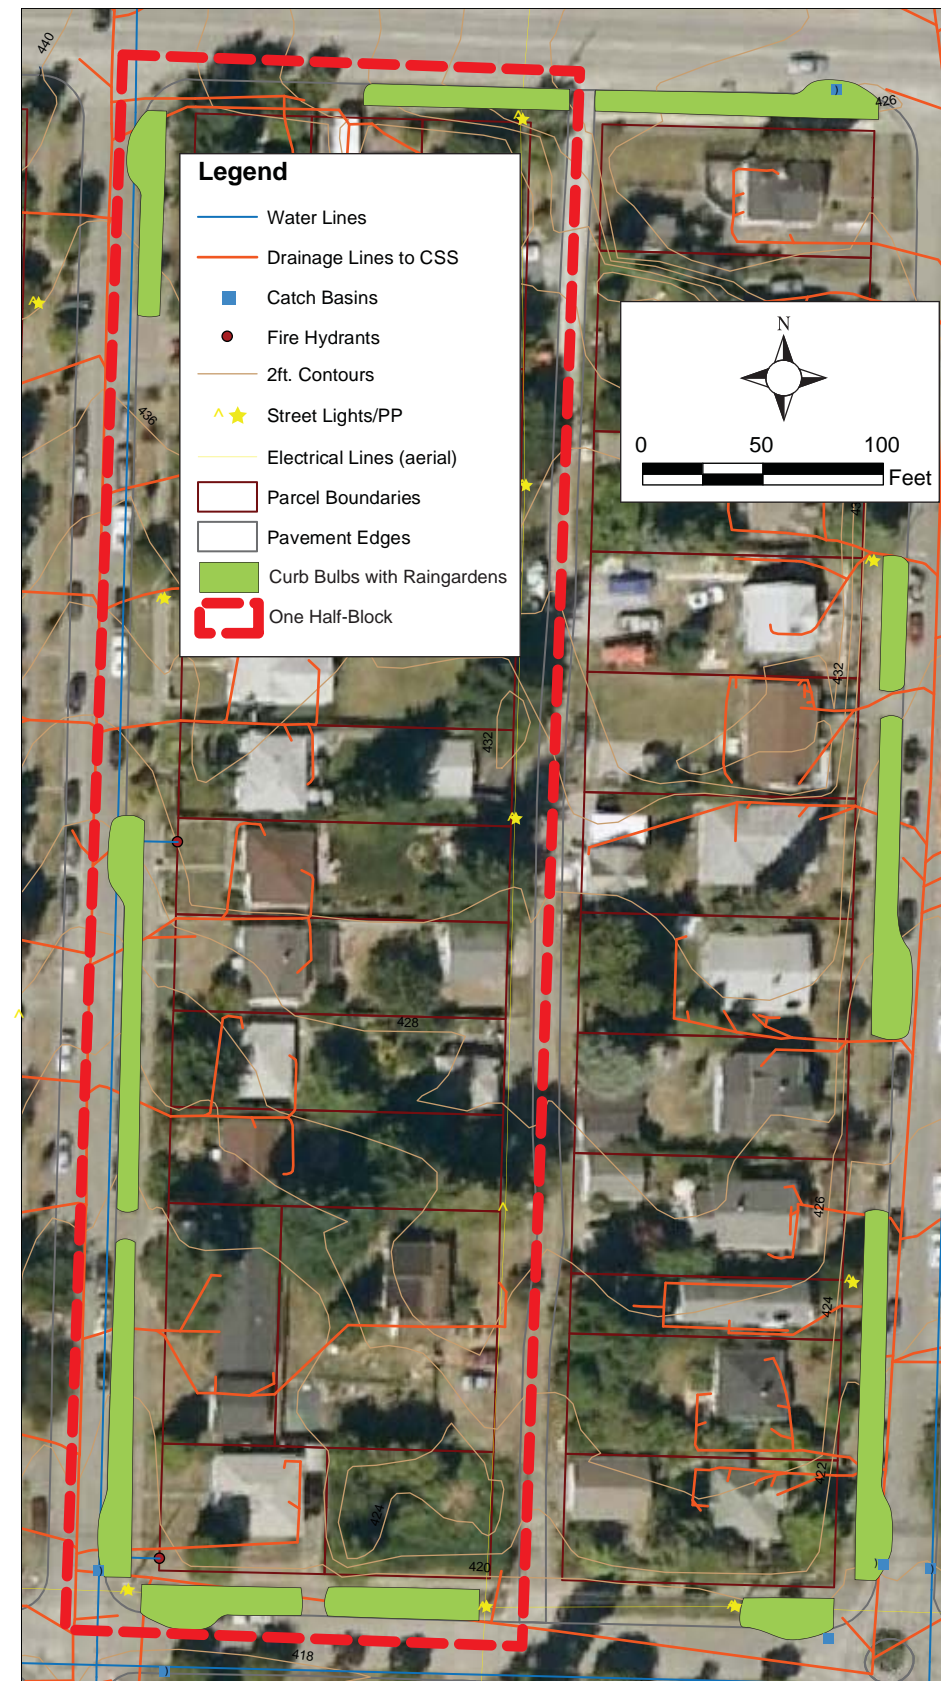 440
426
Legend
Water Lines
Drainage Lines to CSS
Catch Basins
Fire Hydrants
2ft. Contours
Street Lights/PP
Electrical Lines (aerial)
Parcel Boundaries
Pavement Edges
Curb Bulbs with Raingardens
One Half-Block
N
0 50 100
Feet
436
432
432
428
426
424
422
424
420
418